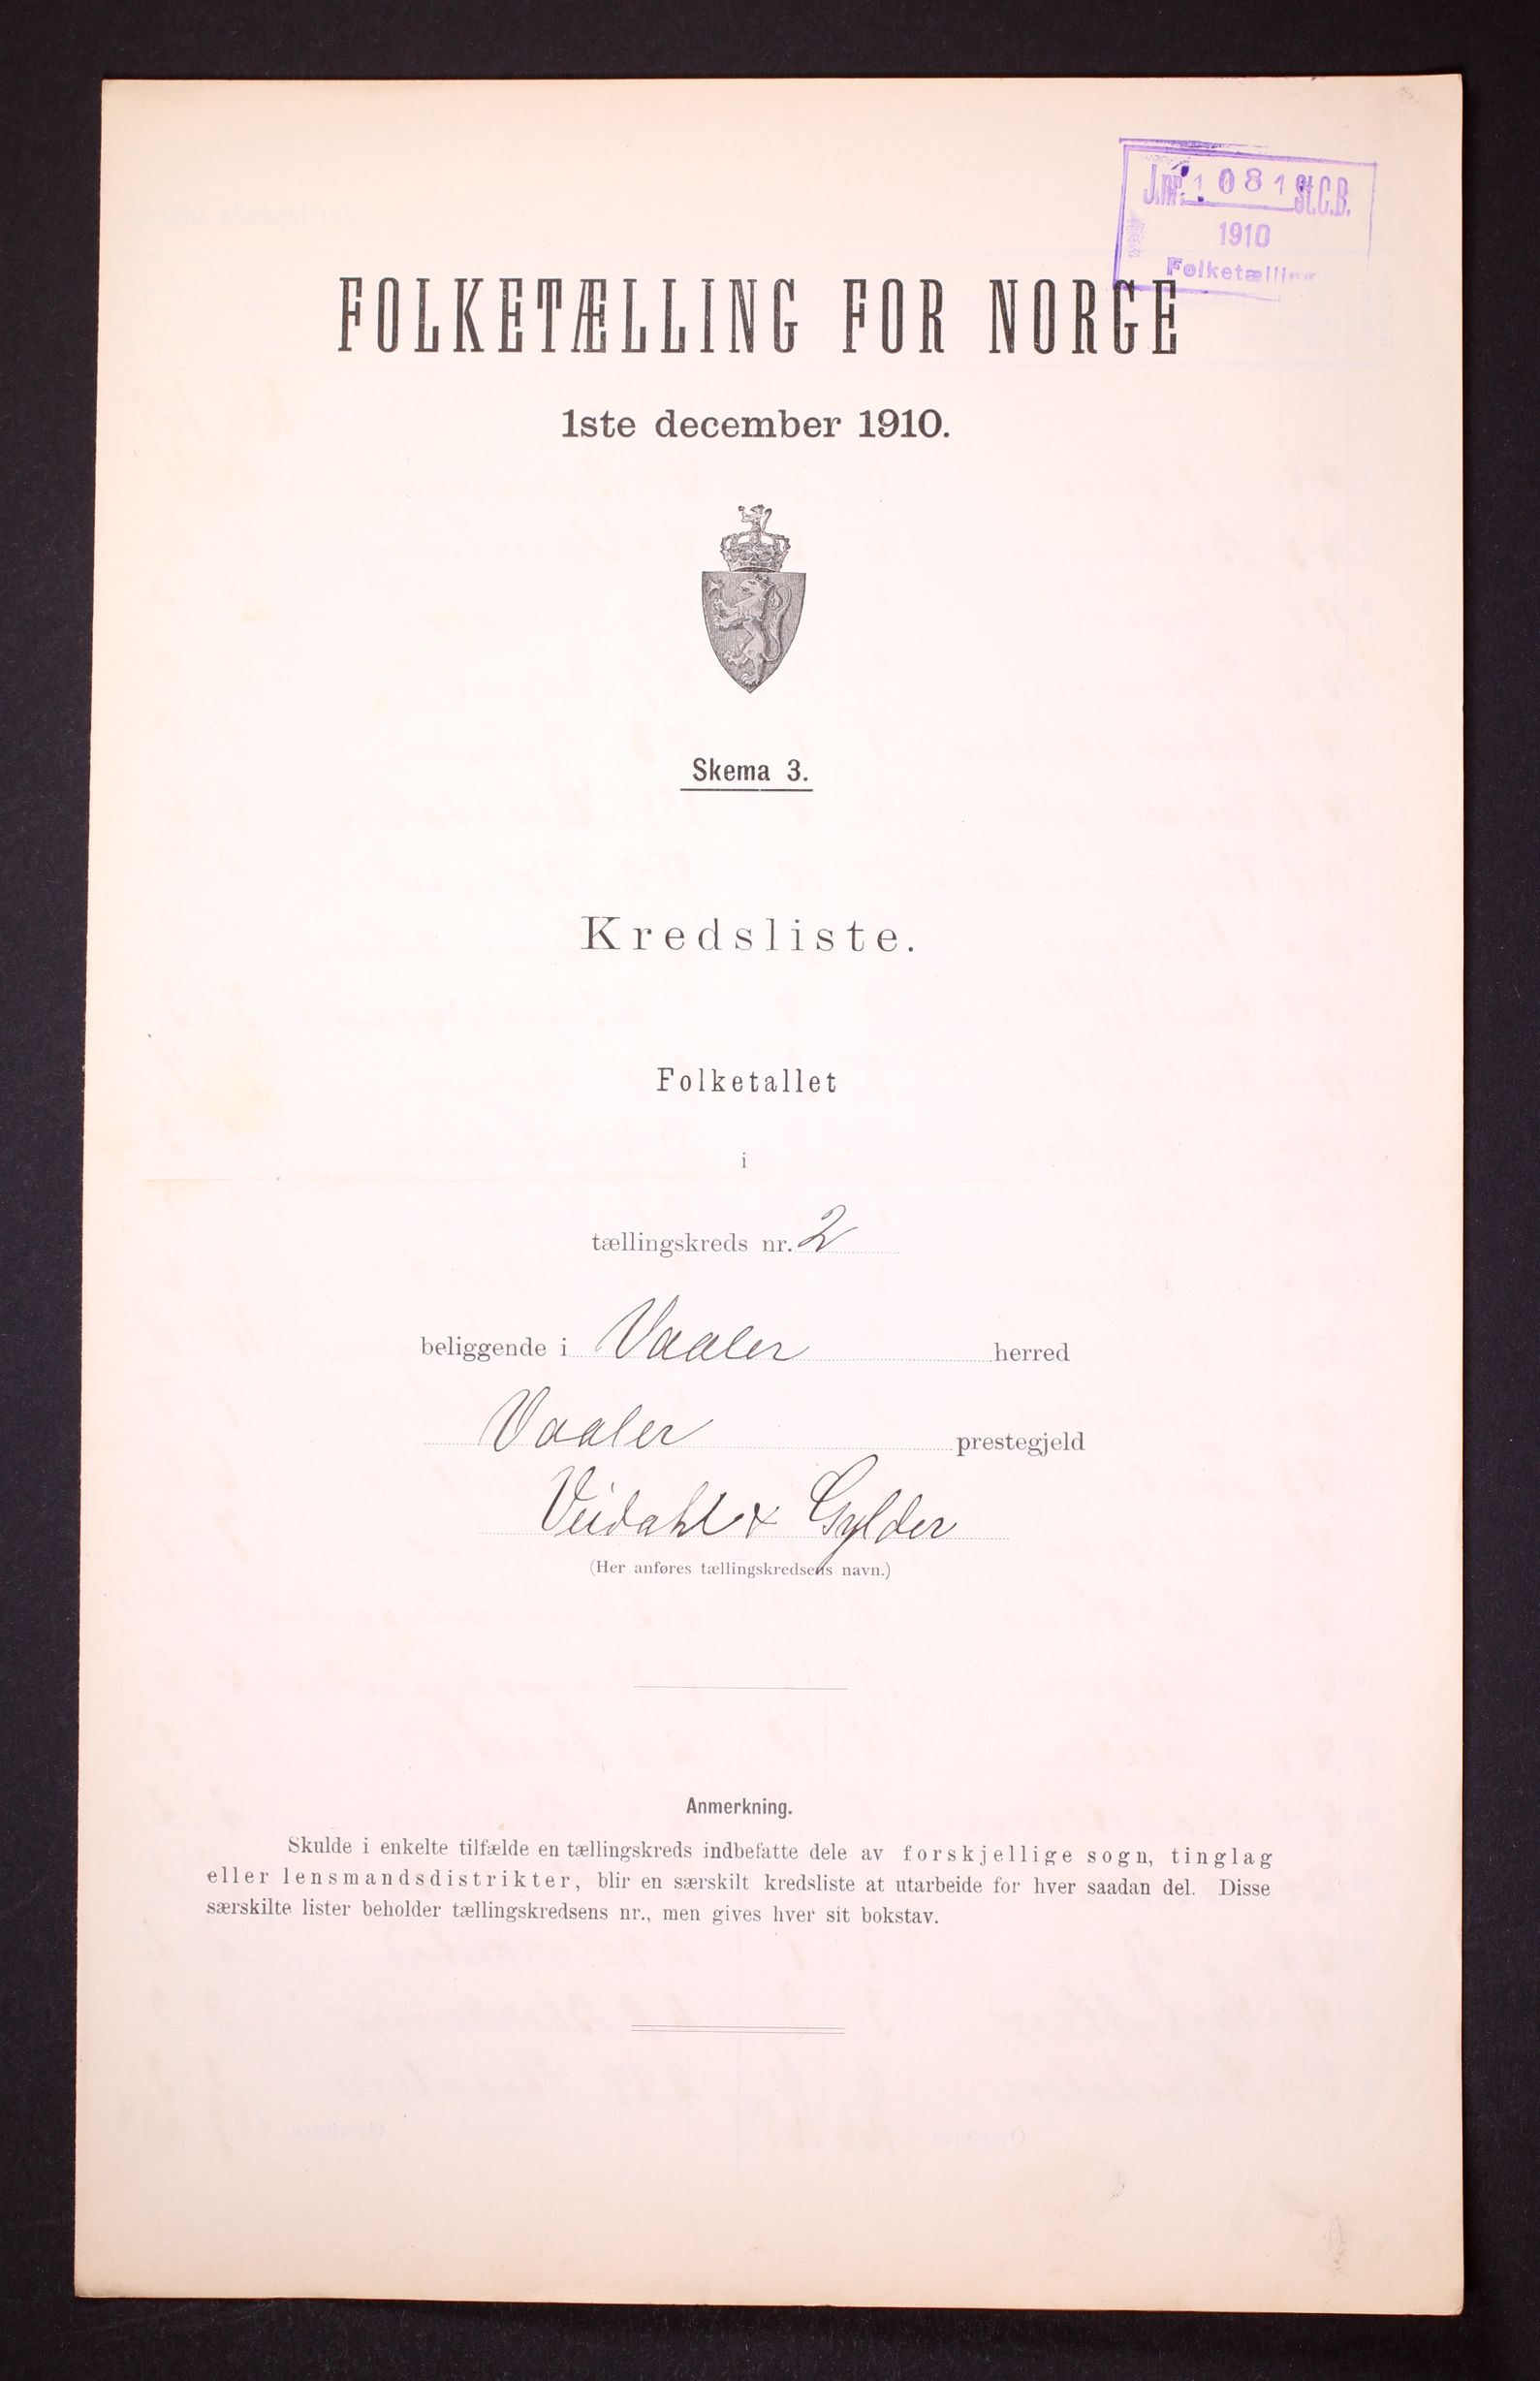 J.nr. 1081 St.C.B.
1910
Folketælling
FOLKETÆLLING FOR NORGE
1ste december 1910.
Skema 3.
Kredsliste.
Folketallet
i
tællingskreds nr. 2
beliggende i Vaaler herred
Vaaler prestegjeld
Veidahl & Gylder
(Her anføres tællingskredsens navn.)
Anmerkning.
Skulde i enkelte tilfælde en tællingskreds indbefatte dele av forskjellige sogn, tinglag
eller lensmandsdistrikter, blir en særskilt kredsliste at utarbeide for hver saadan del. Disse
særskilte lister beholder tællingskredsens nr., men gives hver sit bokstav.